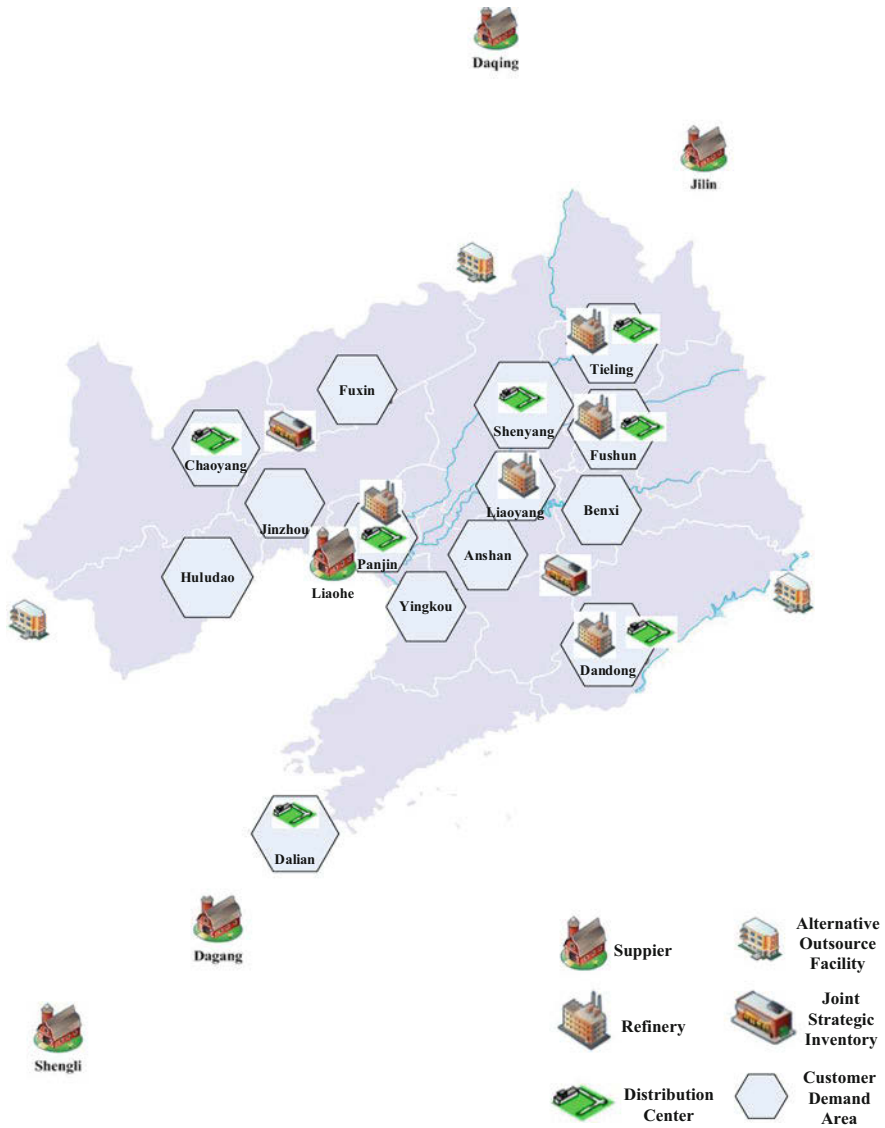 Daqing
Jilin
Tieling
Fuxin
Shenyang
Fushun
Chaoyang
Liaoyang
Benxi
Jinzhou
Anshan
Panjin
Huludao
Liaohe
Yingkou
Dandong
Dalian
Dagang
Shengli
Suppier
Alternative
Outsource
Facility
Refinery
Joint
Strategic
Inventory
Distribution
Center
Customer
Demand
Area